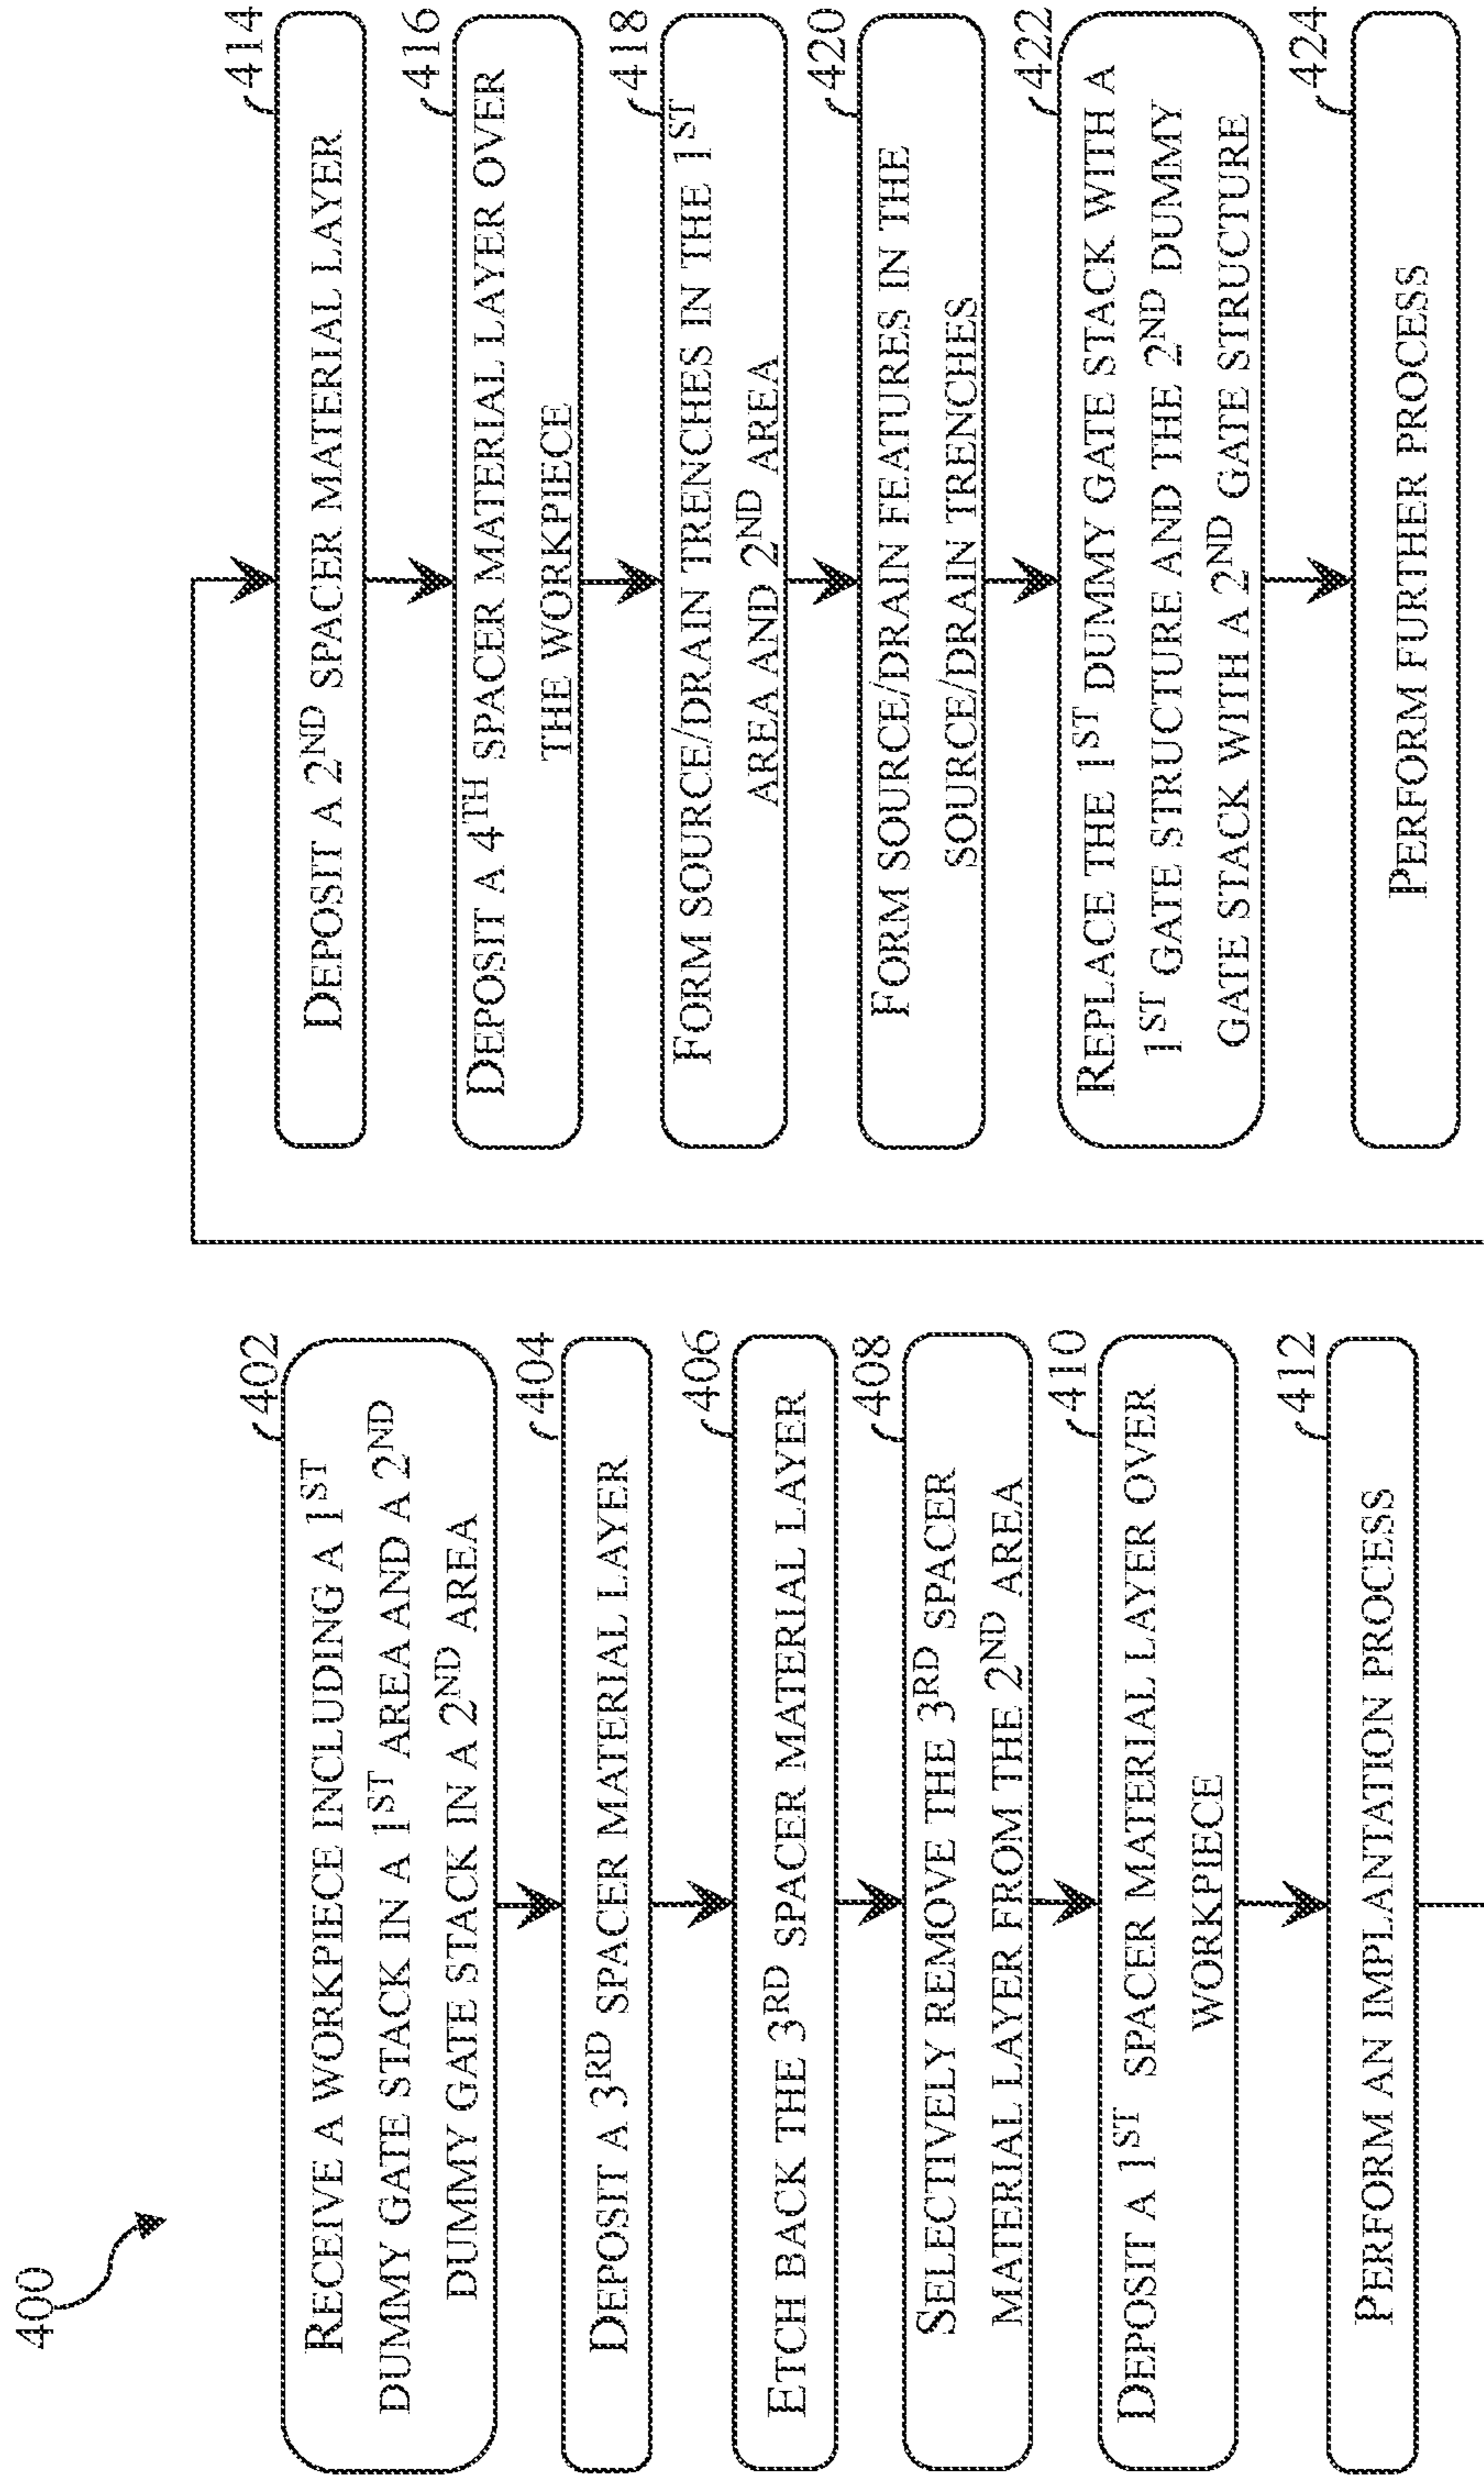 400
402
RECEIVE A WORKPIECE INCLUDING A 1ST
DUMMY GATE STACK IN A 1ST AREA AND A 2ND
DUMMY GATE STACK IN A 2ND AREA
404
DEPOSIT A 3RD SPACER MATERIAL LAYER
406
ETCH BACK THE 3RD SPACER MATERIAL LAYER
408
SELECTIVELY REMOVE THE 3RD SPACER
MATERIAL LAYER FROM THE 2ND AREA
410
DEPOSIT A 1ST SPACER MATERIAL LAYER OVER
WORKPIECE
412
PERFORM AN IMPLANTATION PROCESS
414
DEPOSIT A 2ND SPACER MATERIAL LAYER
416
DEPOSIT A 4TH SPACER MATERIAL LAYER OVER
THE WORKPIECE
418
FORM SOURCE/DRAIN TRENCHES IN THE 1ST
AREA AND 2ND AREA
420
FORM SOURCE/DRAIN FEATURES IN THE
SOURCE/DRAIN TRENCHES
422
REPLACE THE 1ST DUMMY GATE STACK WITH A
1ST GATE STRUCTURE AND THE 2ND DUMMY
GATE STACK WITH A 2ND GATE STRUCTURE
424
PERFORM FURTHER PROCESS